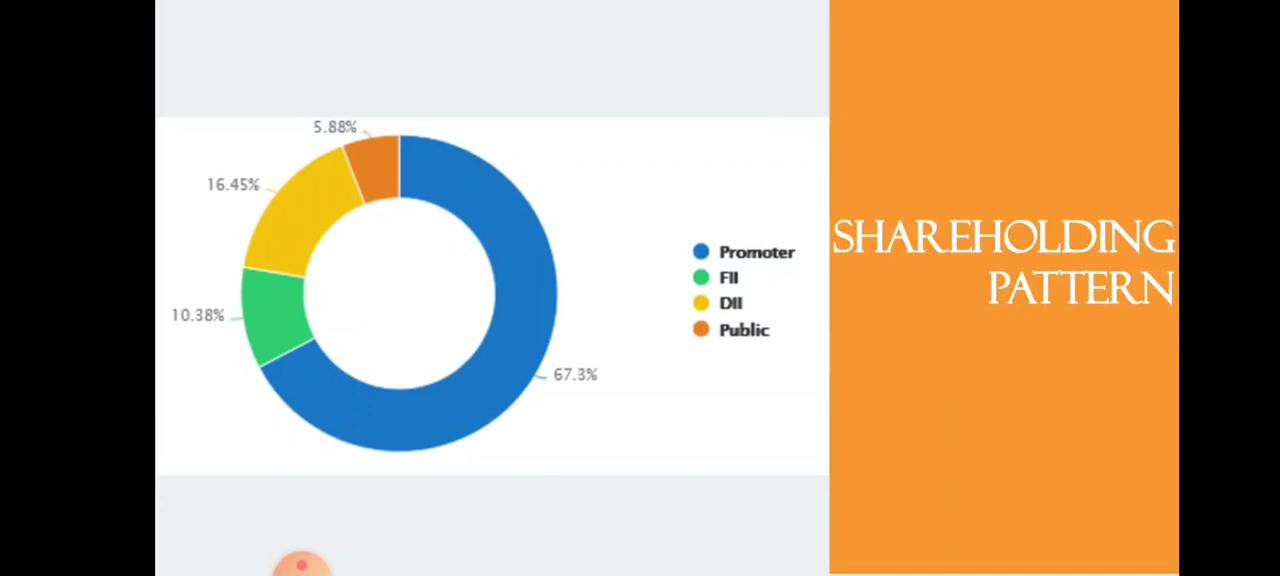 5.88%
16.45%
10.38%
67.3%
Promoter
FII
DII
Public
SHAREHOLDING
PATTERN